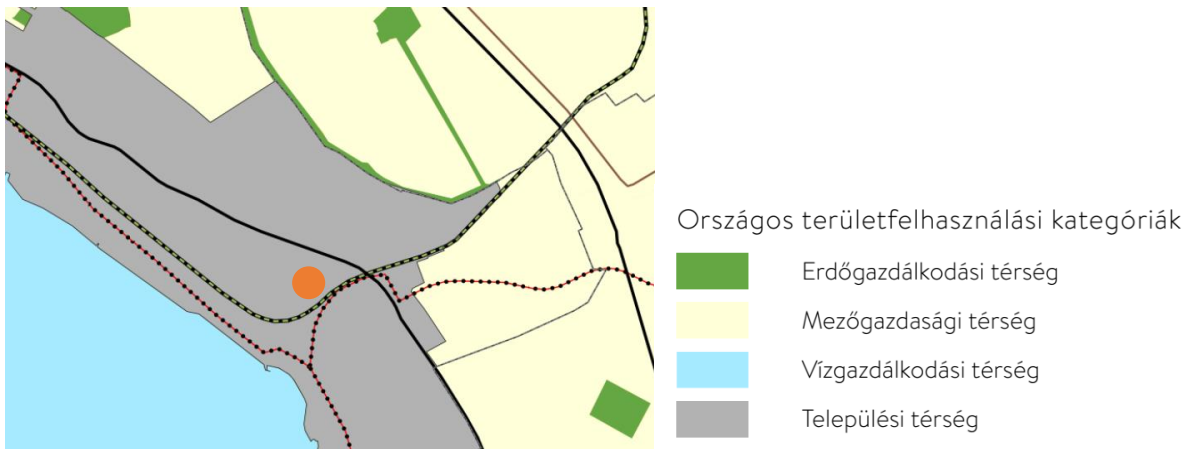 Országos területfelhasználási kategóriák
Erdőgazdálkodási térség
Mezőgazdasági térség
Vízgazdálkodási térség
Települési térség